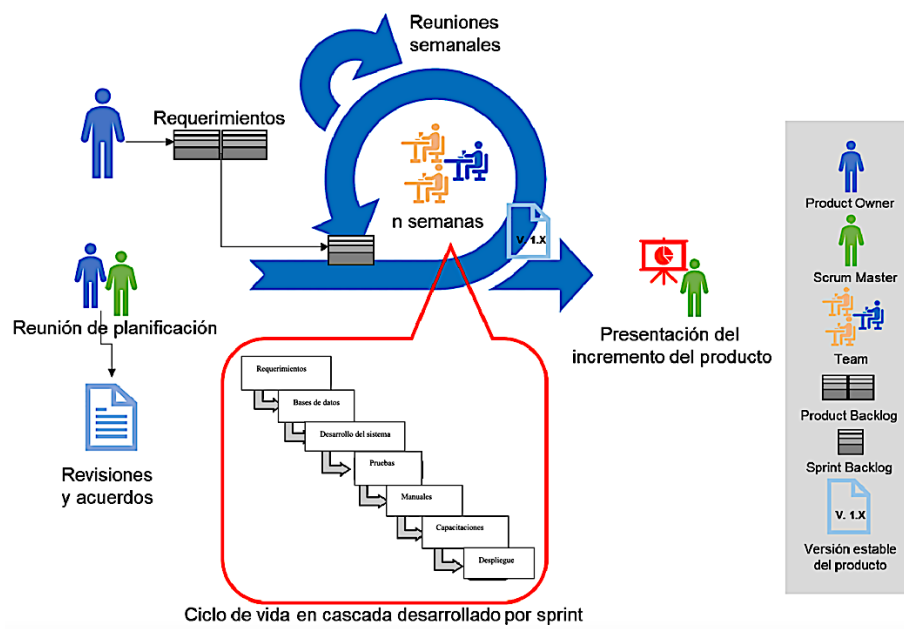 Reuniones
semanales
Requerimientos
n semanas
V. 1.X
Reunión de planificación
Revisiones
y acuerdos
Presentación del
incremento del producto
Requerimientos
Bases de datos
Desarrollo del sistema
Pruebas
Manuales
Capacitaciones
Despliegue
Ciclo de vida en cascada desarrollado por sprint
Product Owner
Scrum Master
Team
Product Backlog
Sprint Backlog
V. 1.X
Versión estable
del producto